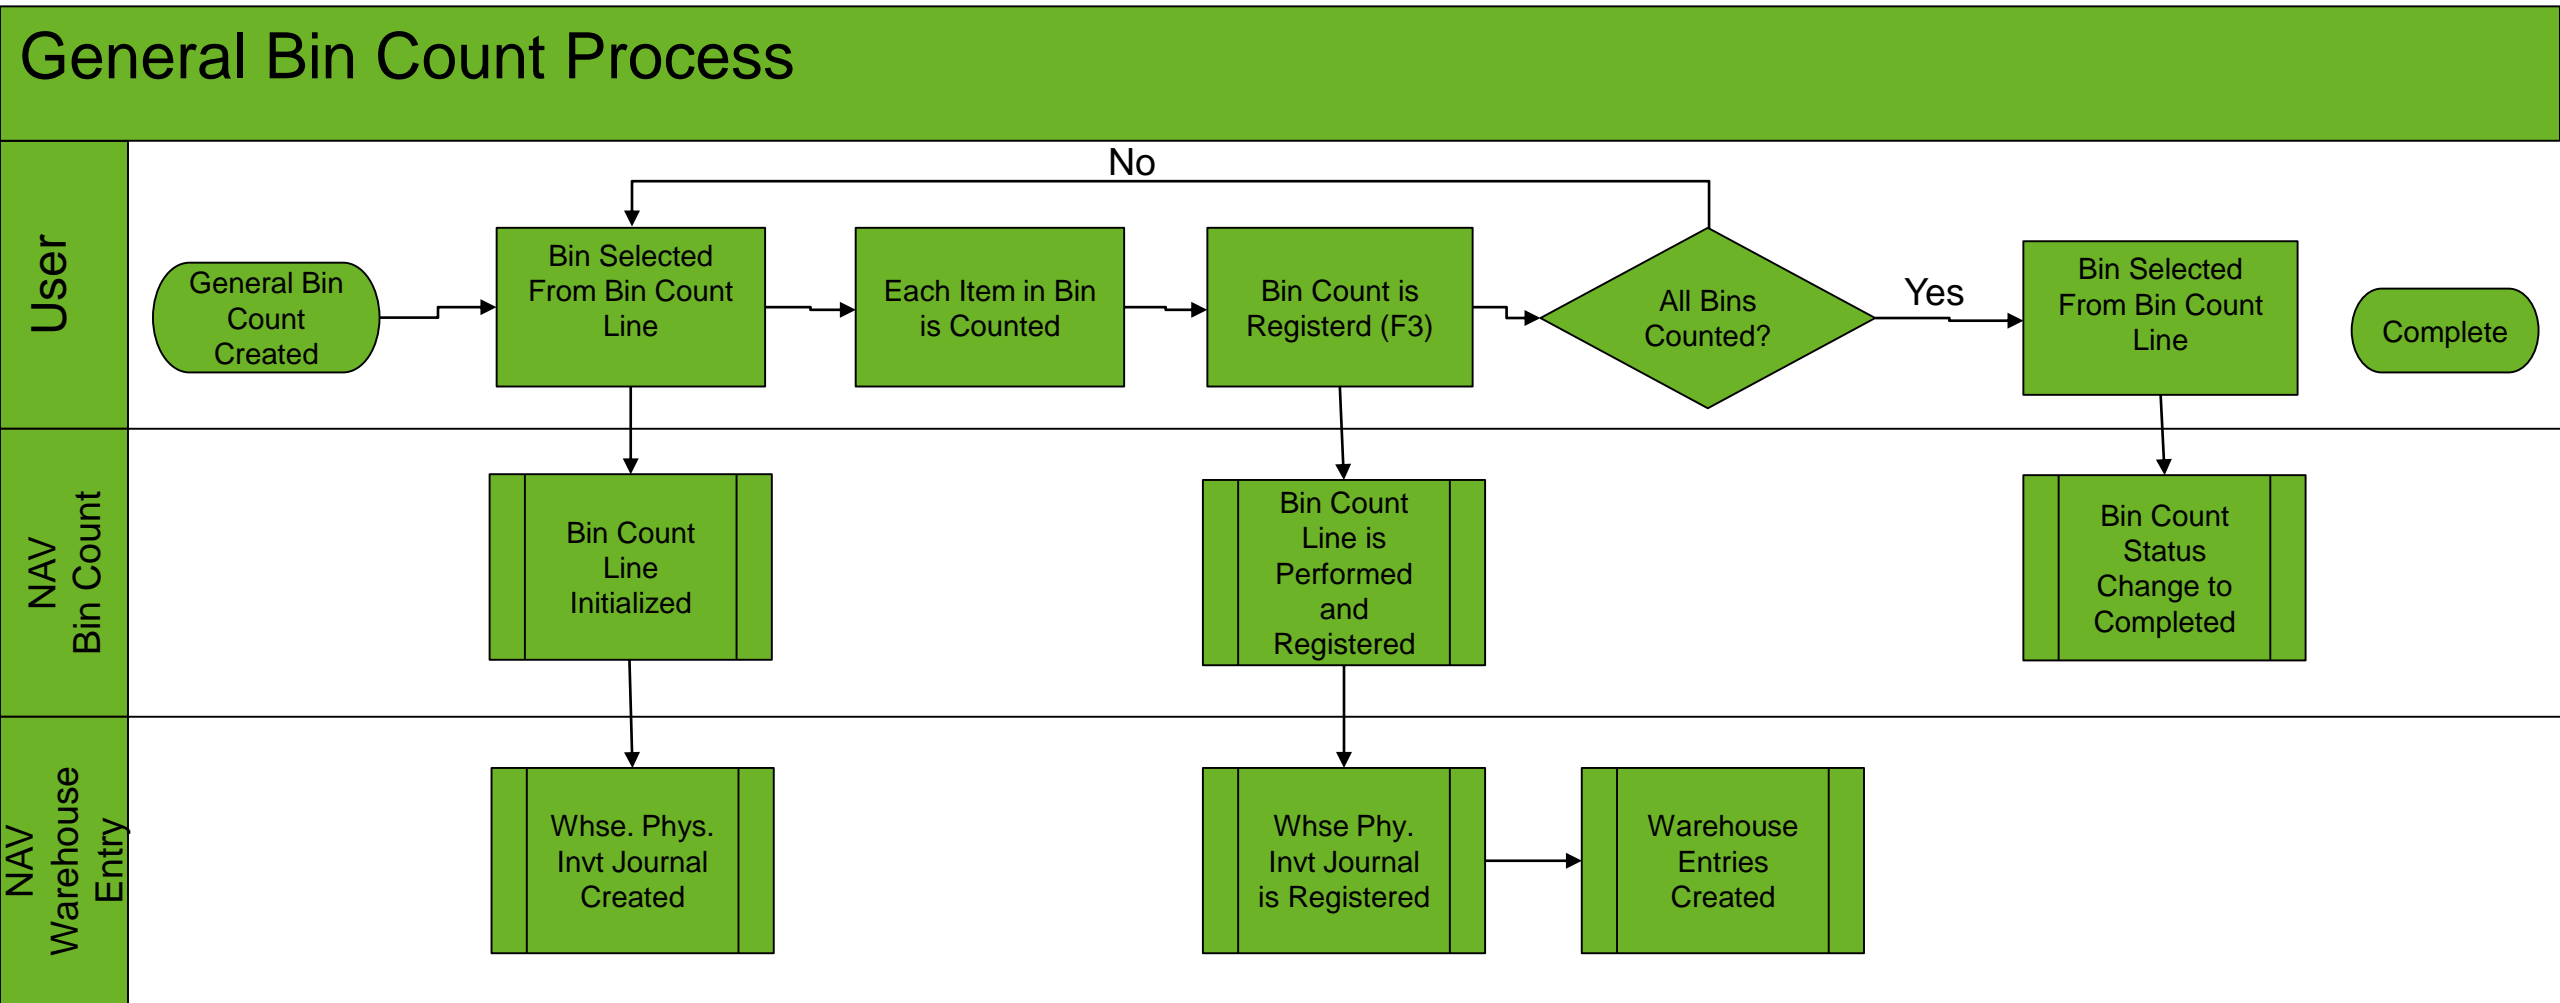 General Bin Count Process
User
No
General Bin
Count
Created
Bin Selected
From Bin Count
Line
Each Item in Bin
is Counted
Bin Count is
Registerd (F3)
All Bins
Counted?
Yes
Bin Selected
From Bin Count
Line
Complete
NAV
Bin Count
Bin Count
Line
Initialized
Bin Count
Line is
Performed
and
Registered
Bin Count
Status
Change to
Completed
NAV
Warehouse
Entry
Whse. Phys.
Invt Journal
Created
Whse Phy.
Invt Journal
is Registered
Warehouse
Entries
Created